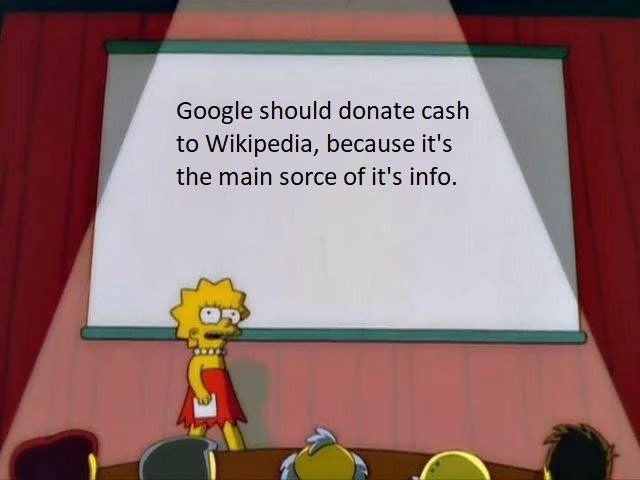 Google should donate cash
to Wikipedia, because it's
the main sorce of it's info.